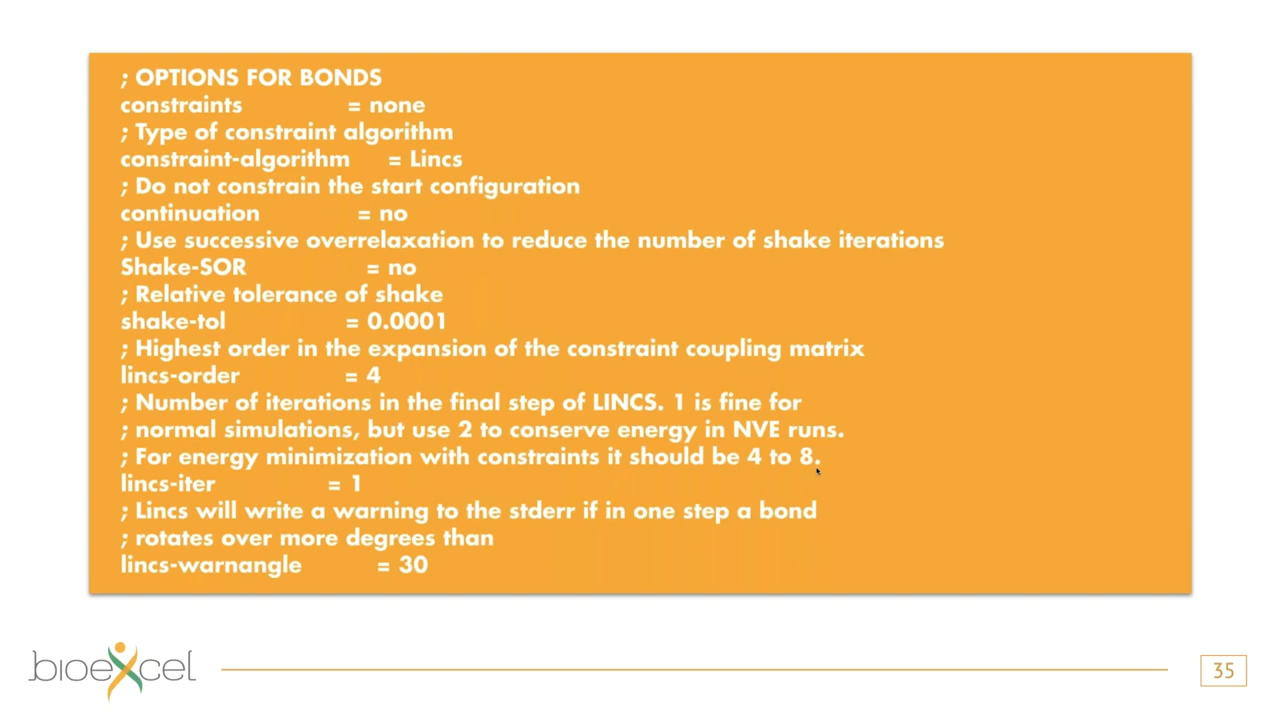 ; OPTIONS FOR BONDS
constraints = none
; Type of constraint algorithm
constraint-algorithm = Lincs
; Do not constrain the start configuration
continuation = no
; Use successive overrelaxation to reduce the number of shake iterations
Shake-SOR = no
; Relative tolerance of shake
shake-tol = 0.0001
; Highest order in the expansion of the constraint coupling matrix
lincs-order = 4
; Number of iterations in the final step of LINCS. 1 is fine for
; normal simulations, but use 2 to conserve energy in NVE runs.
; For energy minimization with constraints it should be 4 to 8.
lincs-iter = 1
; Lincs will write a warning to the stderr if in one step a bond
; rotates over more degrees than
lincs-warnangle = 30
bioexcel
35